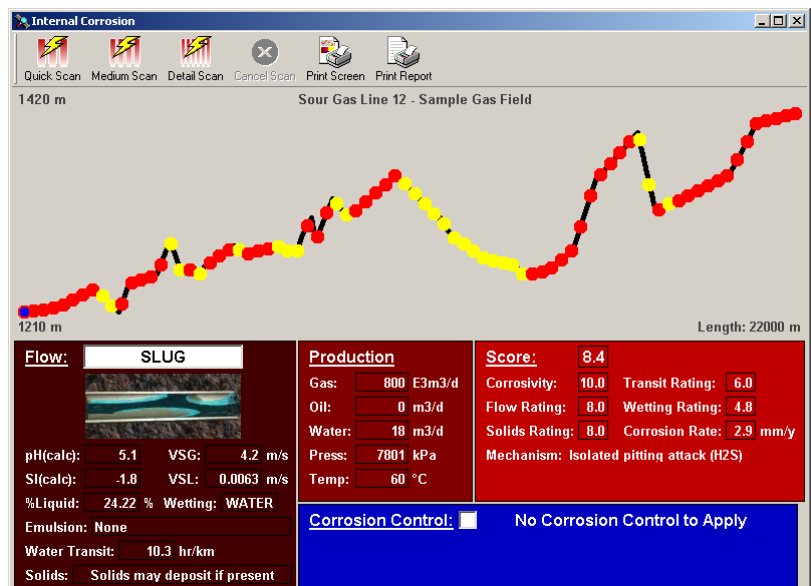 Internal Corrosion
Quick Scan Medium Scan Detail Scan Cancel Scan Print Screen Print Report
1420 m Sour Gas Line 12 - Sample Gas Field
1210 m Length: 22000 m
Flow: SLUG
pH(calc): 5.1 VSG: 4.2 m/s
SI(calc): -1.8 VSL: 0.0063 m/s
%Liquid: 24.22 % Wetting: WATER
Emulsion: None
Water Transit: 10.3 hr/km
Solids: Solids may deposit if present
Production
Gas: 800 E3m3/d
Oil: 0 m3/d
Water: 18 m3/d
Press: 7801 kPa
Temp: 60 °C
Score: 8.4
Corrosivity: 10.0 Transit Rating: 6.0
Flow Rating: 8.0 Wetting Rating: 4.8
Solids Rating: 8.0 Corrosion Rate: 2.9 mm/y
Mechanism: Isolated pitting attack (H2S)
Corrosion Control: No Corrosion Control to Apply